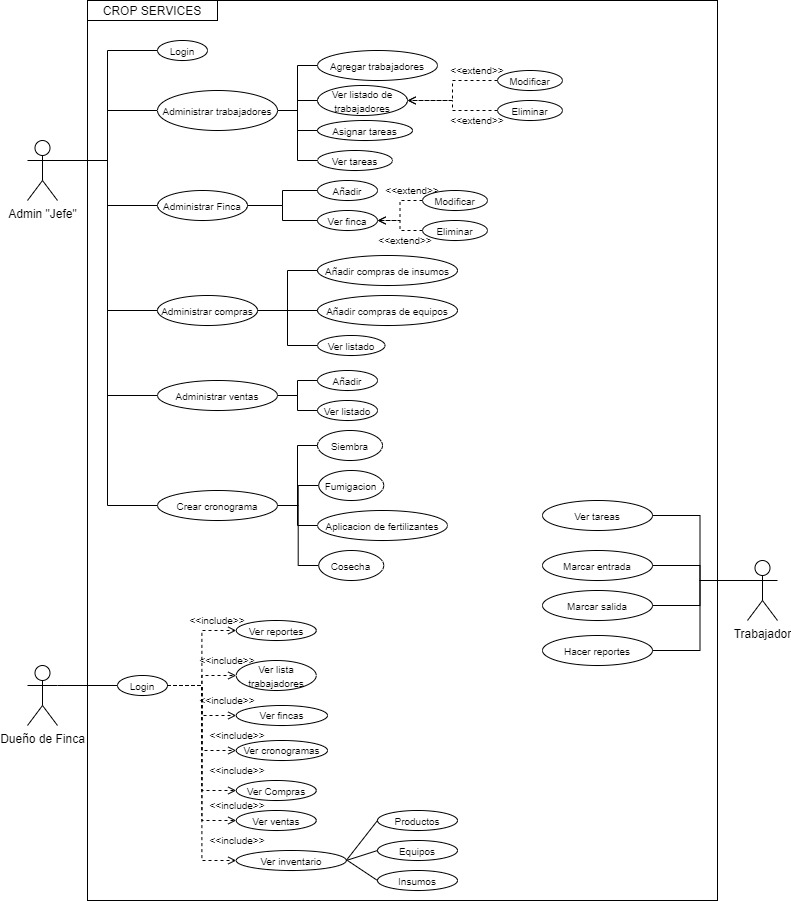 CROP SERVICES
Login
Agregar trabajadores
<<extend>>
Modificar
Administrar trabajadores
Ver listado de
trabajadores
Eliminar
<<extend>>
Asignar tareas
Ver tareas
Admin "Jefe"
Añadir
<<extend>>
Modificar
Administrar Finca
Ver finca
Eliminar
<<extend>>
Añadir compras de insumos
Administrar compras
Añadir compras de equipos
Ver listado
Añadir
Administrar ventas
Ver listado
Siembra
Fumigacion
Crear cronograma
Aplicacion de fertilizantes
Cosecha
Ver tareas
Marcar entrada
Marcar salida
Hacer reportes
Trabajador
<<include>>
Ver reportes
<<include>>
Ver lista
trabajadores
Login
<<include>>
Ver fincas
Dueño de Finca
<<include>>
Ver cronogramas
<<include>>
Ver Compras
<<include>>
Ver ventas
<<include>>
Ver inventario
Productos
Equipos
Insumos